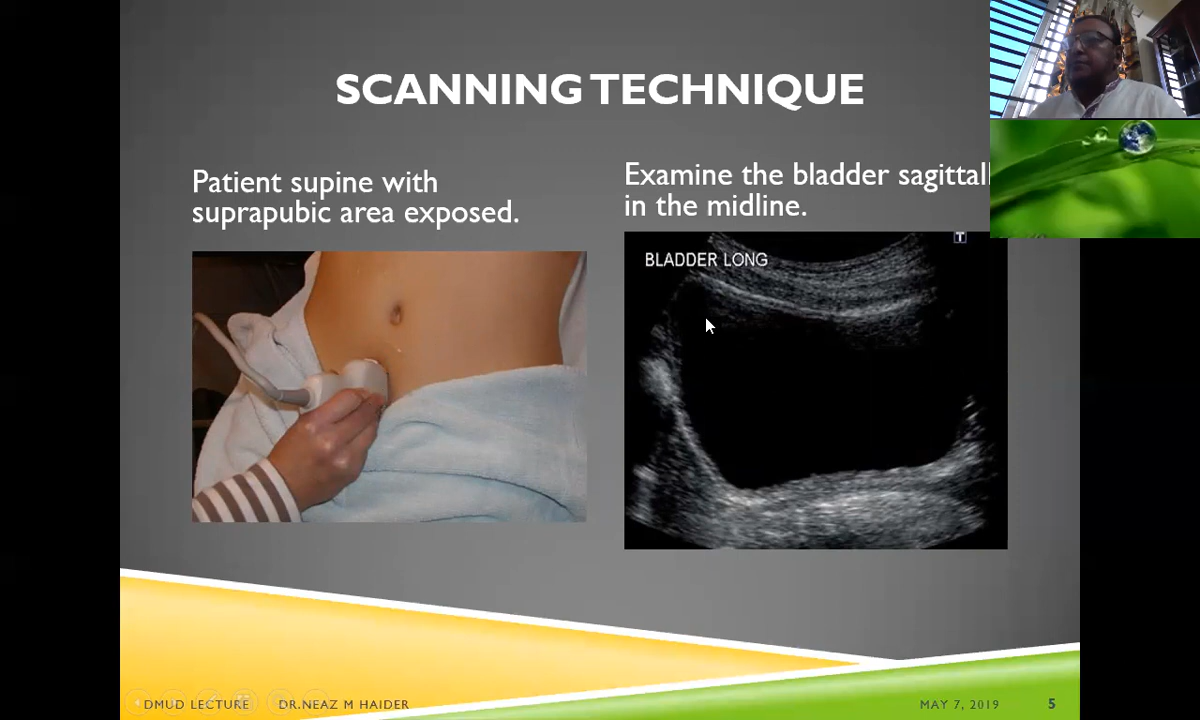 SCANNING TECHNIQUE
Patient supine with
suprapubic area exposed.
Examine the bladder sagittal
in the midline.
T
BLADDER LONG
DMUD LECTURE DR.NEAZ M HAIDER MAY 7, 2019 5